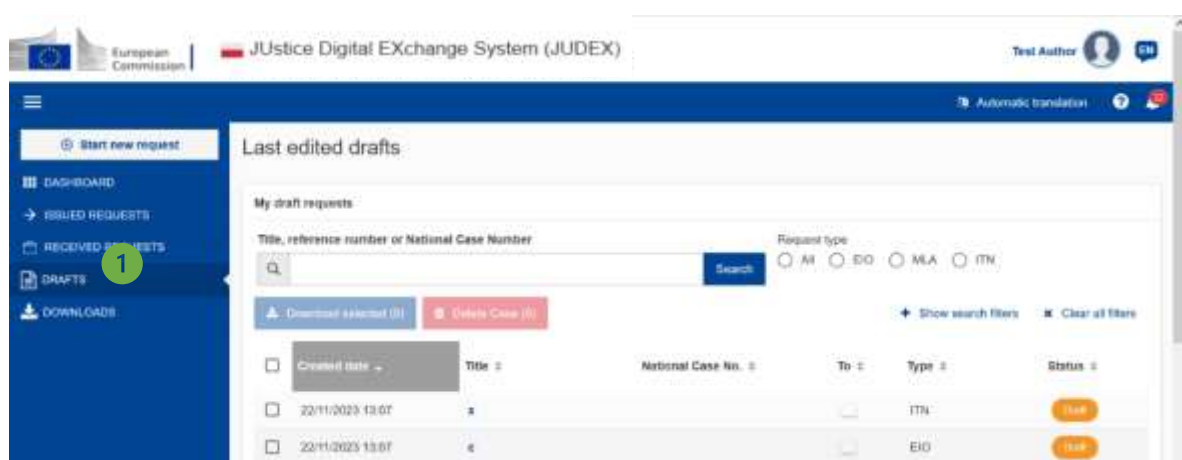 European
Commission
JUstice Digital EXchange System (JUDEX)
Test Author
EN
Automatic translation
?
Start new request
Last edited drafts
DASHBOARD
My draft requests
ISSUED REQUESTS
Title, reference number or National Case Number
Request type
RECEIVED REQUESTS
1
Search
All
EIO
MLA
ITN
DRAFTS
DOWNLOADS
Download selected (0)
Delete Case (0)
Show search filters
Clear all filters
Created date
Title
National Case No.
To
Type
Status
22/11/2023 13:07
ITN
Draft
22/11/2023 13:07
EIO
Draft